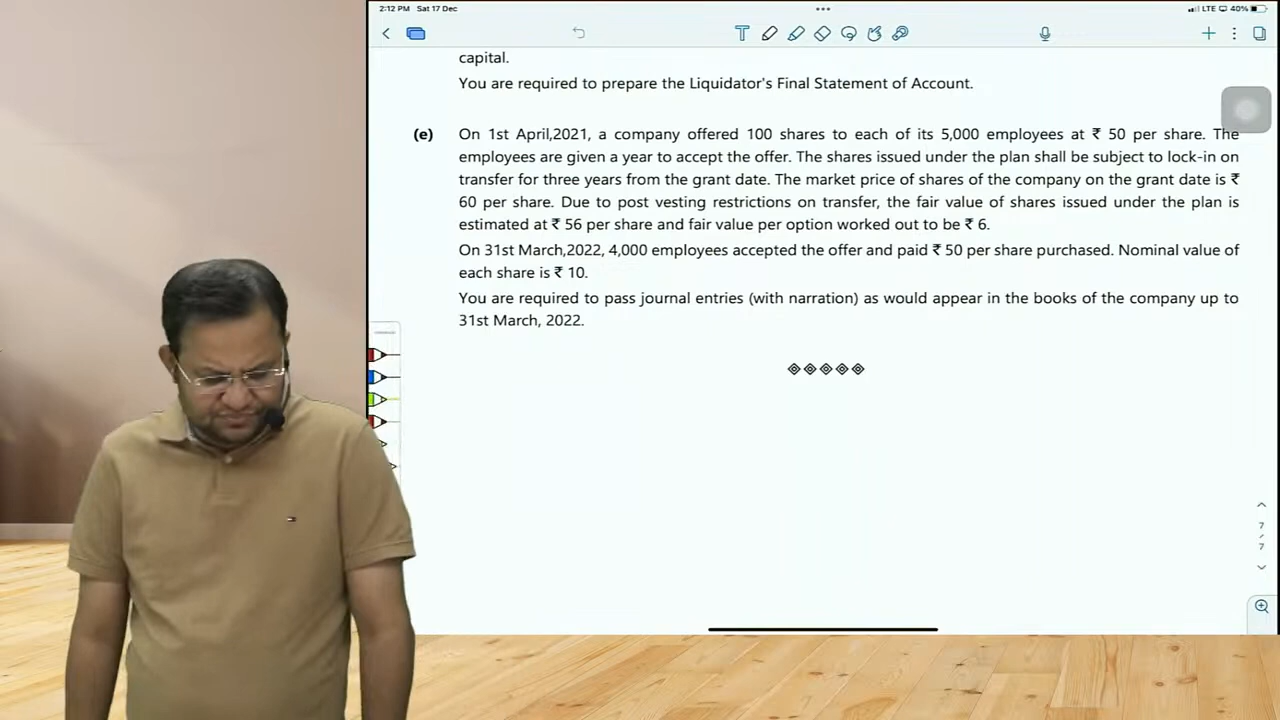 2:12 PM Sat 17 Dec
LTE 40%
capital.
You are required to prepare the Liquidator's Final Statement of Account.
(e) On 1st April,2021, a company offered 100 shares to each of its 5,000 employees at ₹ 50 per share. The
employees are given a year to accept the offer. The shares issued under the plan shall be subject to lock-in on
transfer for three years from the grant date. The market price of shares of the company on the grant date is ₹
60 per share. Due to post vesting restrictions on transfer, the fair value of shares issued under the plan is
estimated at ₹ 56 per share and fair value per option worked out to be ₹ 6.
On 31st March,2022, 4,000 employees accepted the offer and paid ₹ 50 per share purchased. Nominal value of
each share is ₹ 10.
You are required to pass journal entries (with narration) as would appear in the books of the company up to
31st March, 2022.
7
/
7